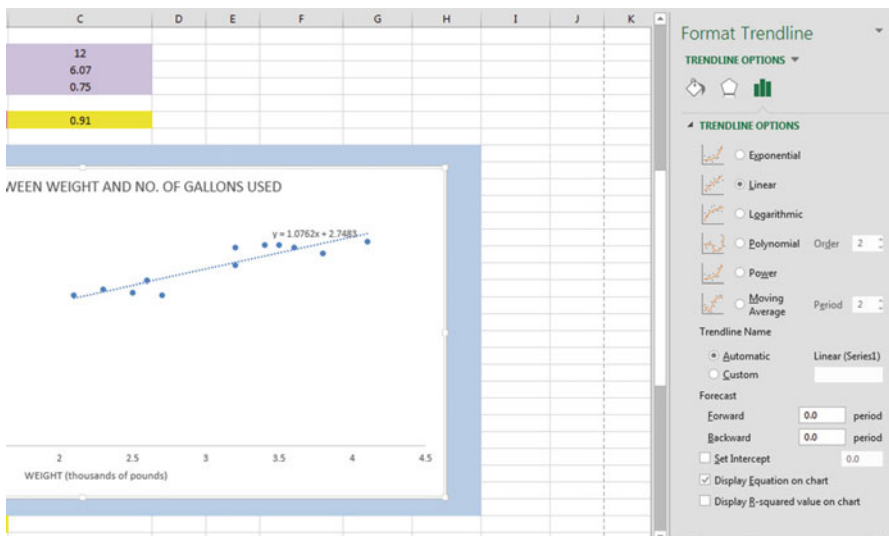 C D E F G H I J K
12
6.07
0.75
0.91
WEEN WEIGHT AND NO. OF GALLONS USED
y = 1.0762x + 2.7483
2 2.5 3 3.5 4 4.5
WEIGHT (thousands of pounds)
Format Trendline
TRENDLINE OPTIONS
TRENDLINE OPTIONS
Exponential
Linear
Logarithmic
Polynomial Order 2
Power
Moving Average Period 2
Trendline Name
Automatic Linear (Series1)
Custom
Forecast
Forward 0.0 period
Backward 0.0 period
Set Intercept 0.0
Display Equation on chart
Display R-squared value on chart